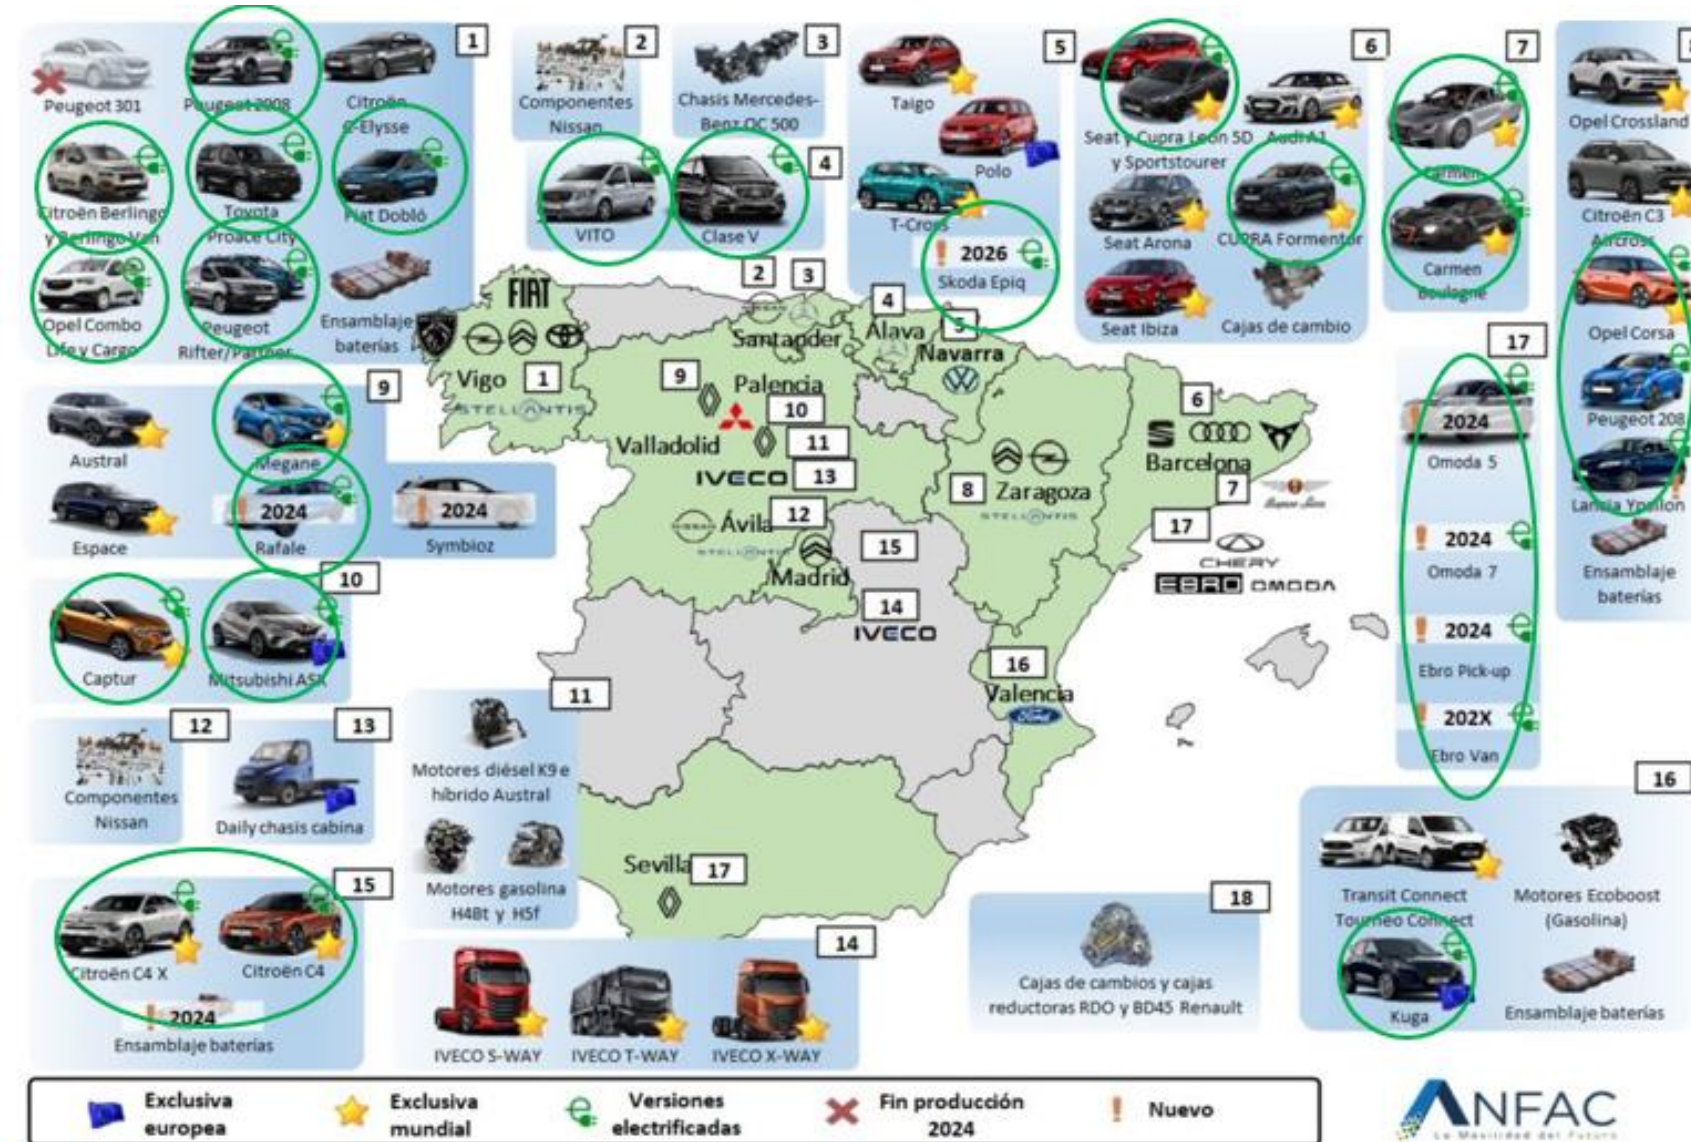 1
Peugeot 301
Peugeot 2008
Citroën
C-Elysse
Citroën Berlingo
y Berlingo Van
Toyota
Proace City
Fiat Dobló
Opel Combo
Life y Cargo
Peugeot
Rifter/Partner
Ensamblaje
baterías
2
Componentes
Nissan
3
Chasis Mercedes-
Benz OC 500
4
VITO
Clase V
5
Taigo
Polo
T-Cross
2026
Skoda Epiq
6
Seat y Cupra León 5D
y Sportstourer
Audi A1
Seat Arona
CUPRA Formentor
Seat Ibiza
Cajas de cambio
7
Carmen
Carmen
Boulogne
Opel Crossland
Citroën C3
Aircross
Opel Corsa
Peugeot 208
Lancia Ypsilon
Ensamblaje
baterías
17
2024
Omoda 5
2024
Omoda 7
2024
Ebro Pick-up
202X
Ebro Van
FIAT
Vigo
1
STELLANTIS
2
3
Santander
4
Álava
5
Navarra
9
Palencia
10
Valladolid
11
IVECO
13
12
Ávila
STELLANTIS
Madrid
15
14
IVECO
8
Zaragoza
STELLANTIS
6
Barcelona
7
17
CHERY
EBRO OMODA
16
Valencia
Ford
Sevilla
17
9
Austral
Megane
Espace
2024
Rafale
2024
Symbioz
10
Captur
Mitsubishi ASX
12
Componentes
Nissan
13
Daily chasis cabina
11
Motores diésel K9 e
híbrido Austral
Motores gasolina
H4Bt y H5f
15
Citroën C4 X
Citroën C4
2024
Ensamblaje baterías
14
IVECO S-WAY
IVECO T-WAY
IVECO X-WAY
18
Cajas de cambios y cajas
reductoras RDO y BD45 Renault
16
Transit Connect
Tourneo Connect
Motores Ecoboost
(Gasolina)
Kuga
Ensamblaje baterías
Exclusiva
europea
Exclusiva
mundial
Versiones
electrificadas
Fin producción
2024
Nuevo
ANFAC
La Movilidad del Futuro